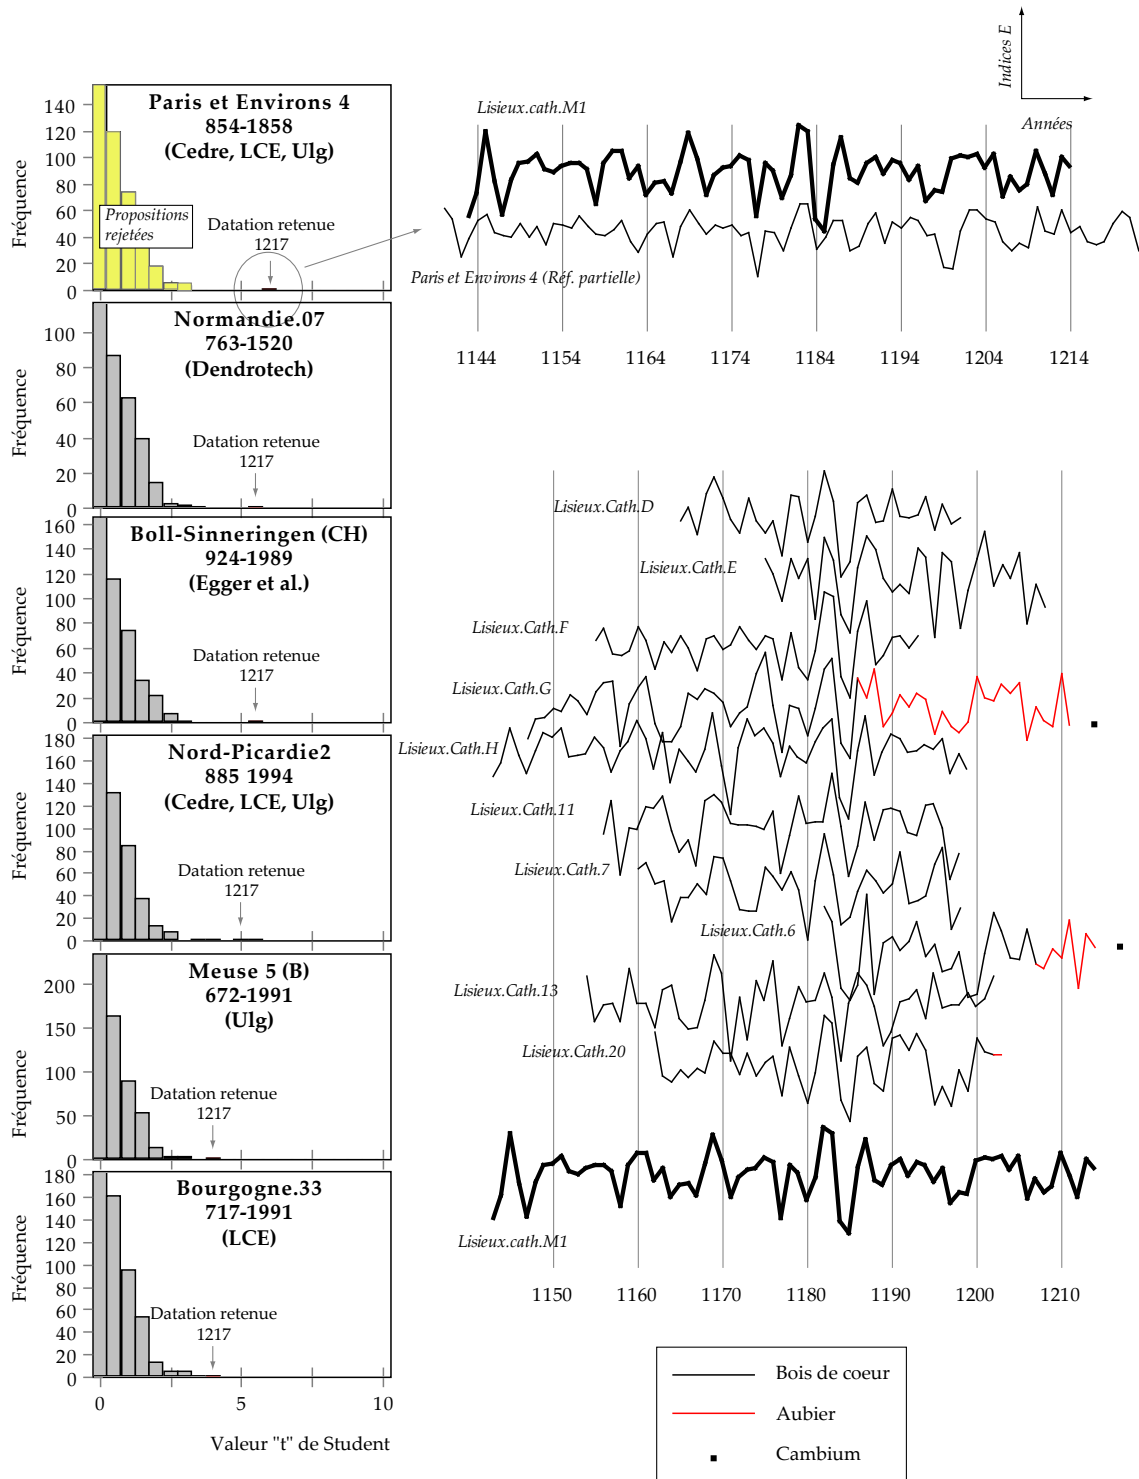 Indices E
Années
Fréquence
140
120
100
80
60
40
20
0
Paris et Environs 4
854-1858
(Cedre, LCE, Ulg)
Propositions
rejetées
Datation retenue
1217
Lisieux.cath.M1
Paris et Environs 4 (Réf. partielle)
1144
1154
1164
1174
1184
1194
1204
1214
Fréquence
100
80
60
40
20
0
Normandie.07
763-1520
(Dendrotech)
Datation retenue
1217
Fréquence
160
140
120
100
80
60
40
20
0
Boll-Sinneringen (CH)
924-1989
(Egger et al.)
Datation retenue
1217
Fréquence
180
160
140
120
100
80
60
40
20
0
Nord-Picardie2
885 1994
(Cedre, LCE, Ulg)
Datation retenue
1217
Fréquence
200
150
100
50
0
Meuse 5 (B)
672-1991
(Ulg)
Datation retenue
1217
Fréquence
180
160
140
120
100
80
60
40
20
0
Bourgogne.33
717-1991
(LCE)
Datation retenue
1217
0
5
10
Valeur "t" de Student
Lisieux.Cath.D
Lisieux.Cath.E
Lisieux.Cath.F
Lisieux.Cath.G
Lisieux.Cath.H
Lisieux.Cath.11
Lisieux.Cath.7
Lisieux.Cath.6
Lisieux.Cath.13
Lisieux.Cath.20
Lisieux.cath.M1
1150
1160
1170
1180
1190
1200
1210
Bois de coeur
Aubier
Cambium